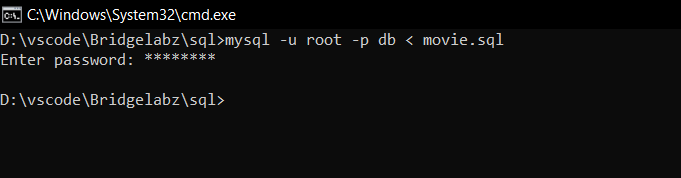 C:\Windows\System32\cmd.exe
D:\vscode\Bridgelabz\sql>mysql -u root -p db < movie.sql
Enter password: ********
D:\vscode\Bridgelabz\sql>